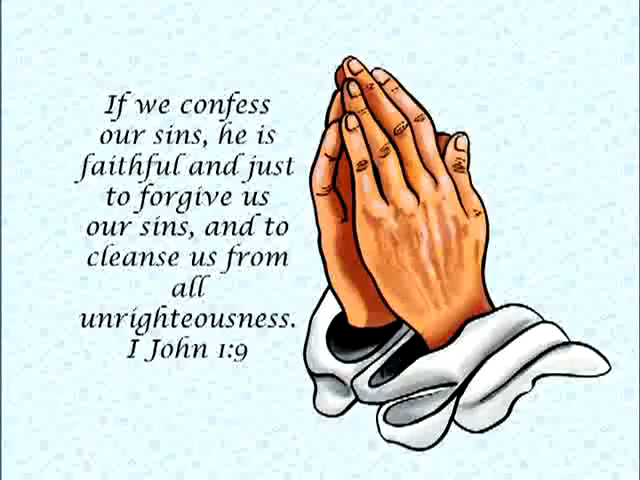 If we confess
our sins, he is
faithful and just
to forgive us
our sins, and to
cleanse us from
all
unrighteousness.
I John 1:9